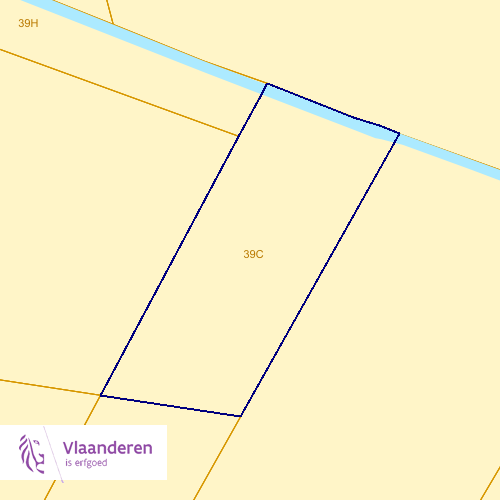 39H
39C
Vlaanderen
is erfgoed